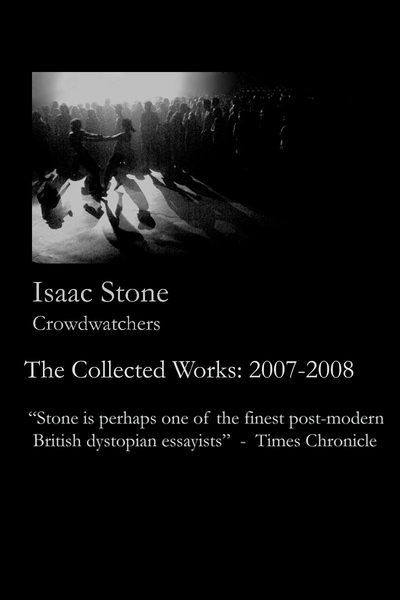 Isaac Stone
Crowdwatchers
The Collected Works: 2007-2008
“Stone is perhaps one of the finest post-modern
British dystopian essayists” - Times Chronicle